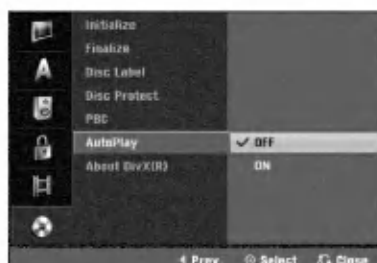 Initialize
Finalize
Disc Label
Disc Protect
PBC
AutoPlay ✓ OFF
About DivX(R) ON
Prev. Select Close